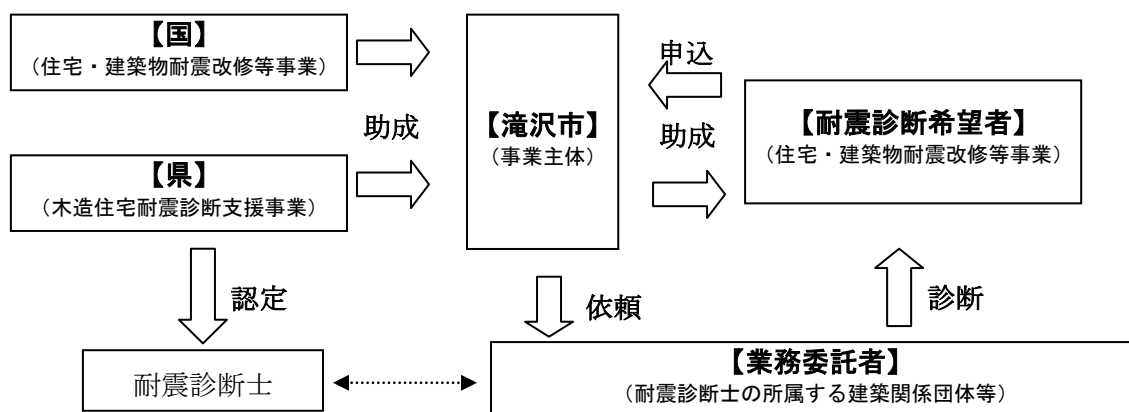 【国】
（住宅・建築物耐震改修等事業）
助成
【県】
（木造住宅耐震診断支援事業）
【滝沢市】
（事業主体）
申込
助成
【耐震診断希望者】
（住宅・建築物耐震改修等事業）
認定
依頼
診断
耐震診断士
【業務委託者】
（耐震診断士の所属する建築関係団体等）